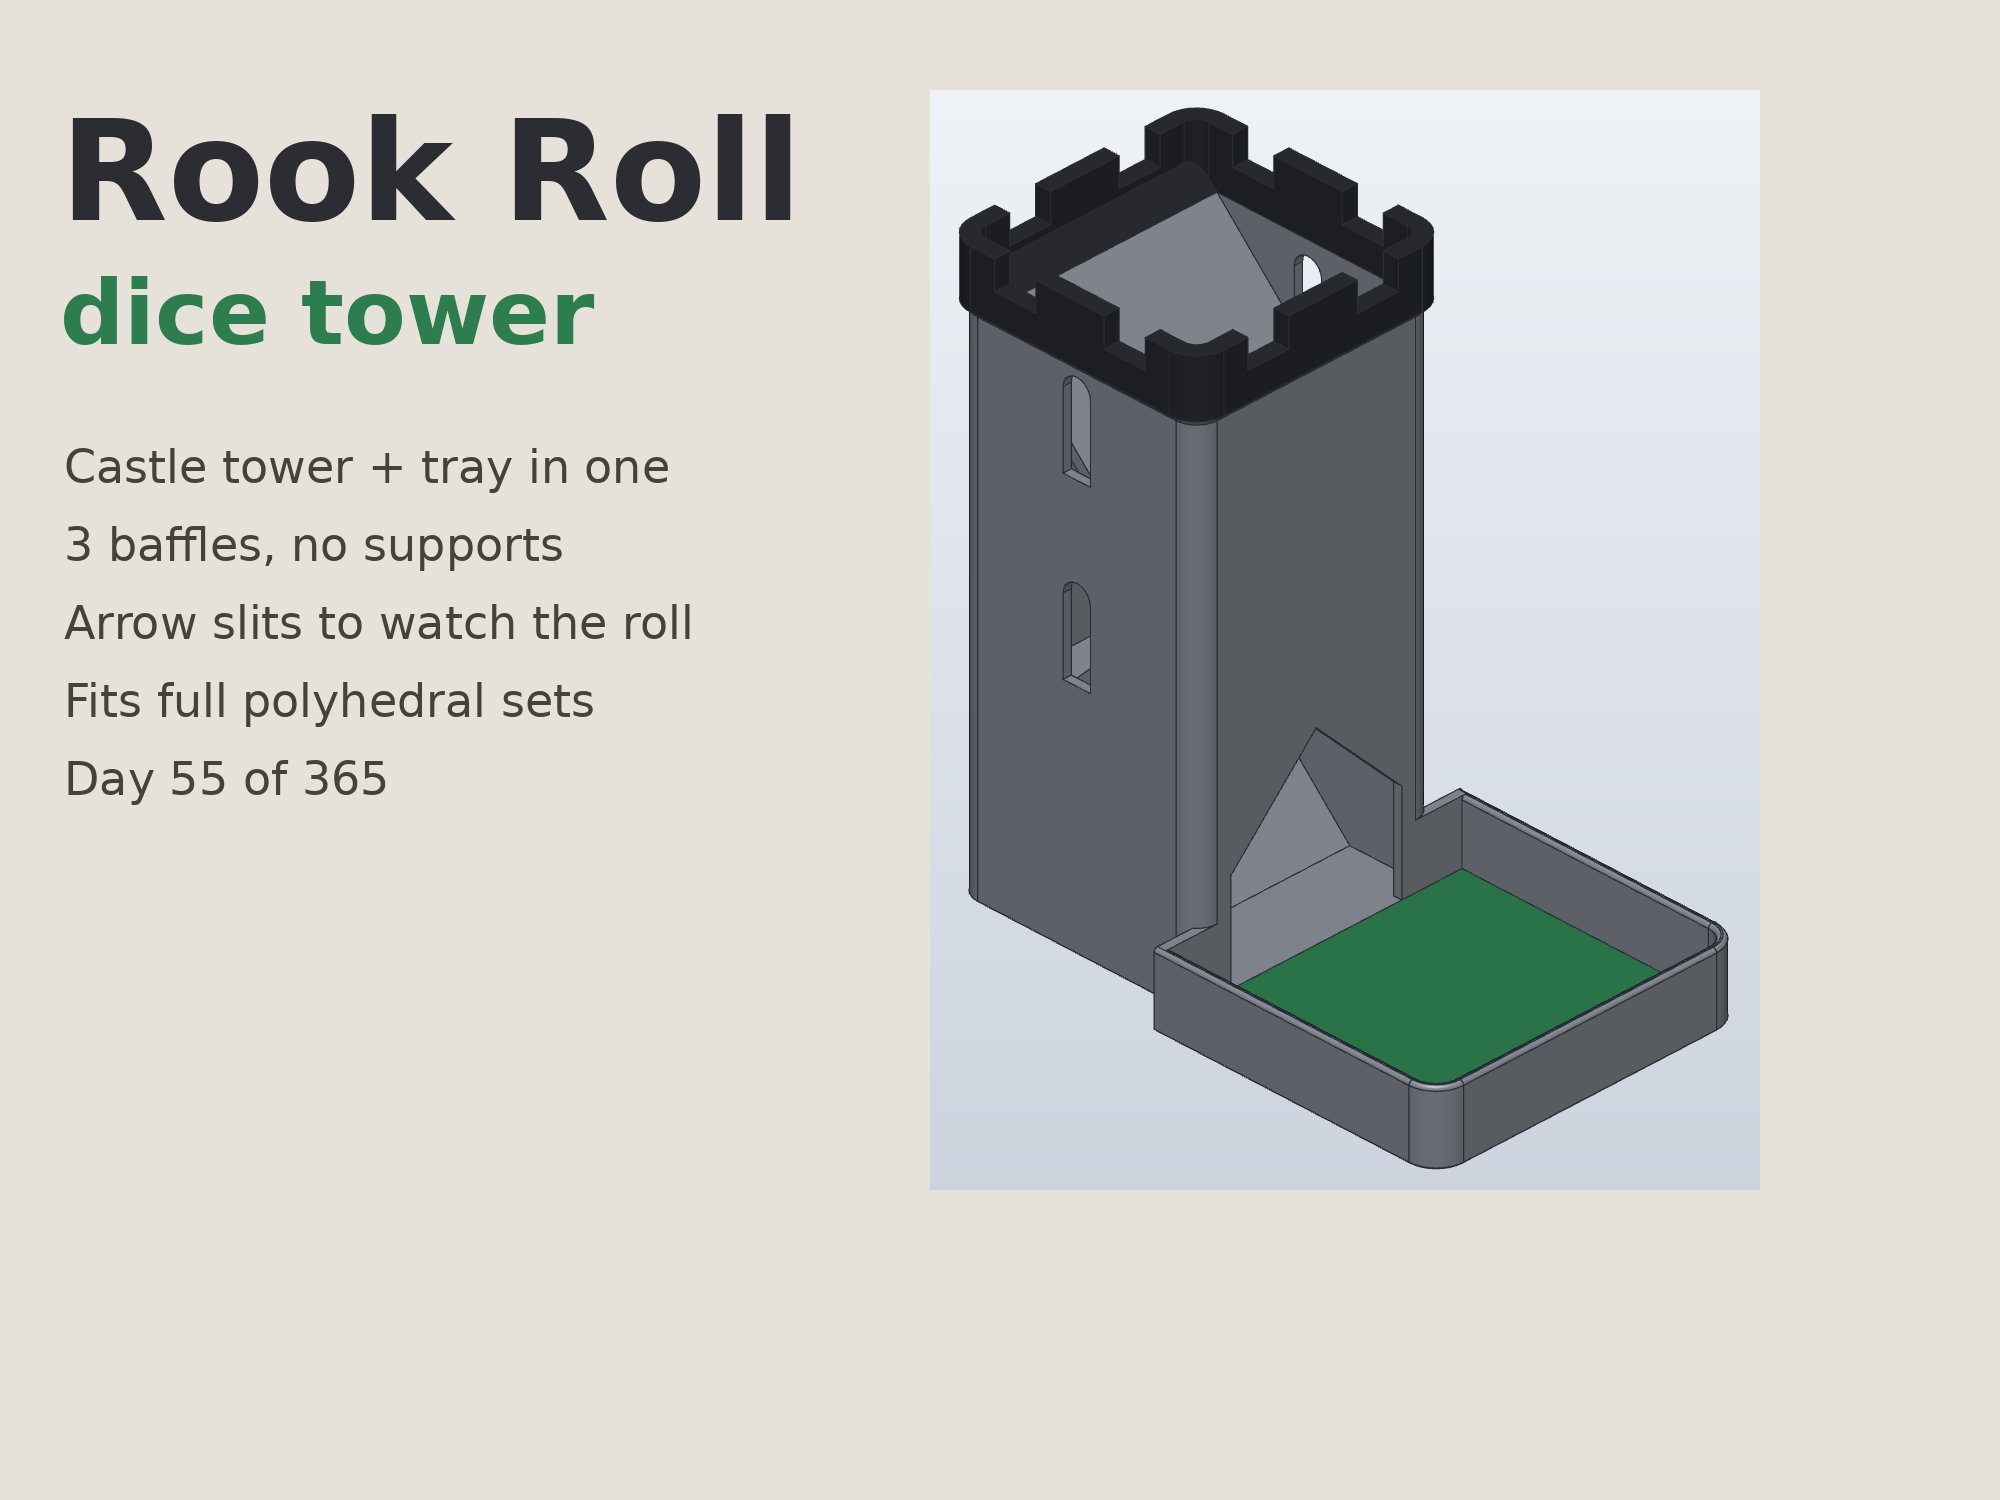 Rook Roll
dice tower
Castle tower + tray in one
3 baffles, no supports
Arrow slits to watch the roll
Fits full polyhedral sets
Day 55 of 365